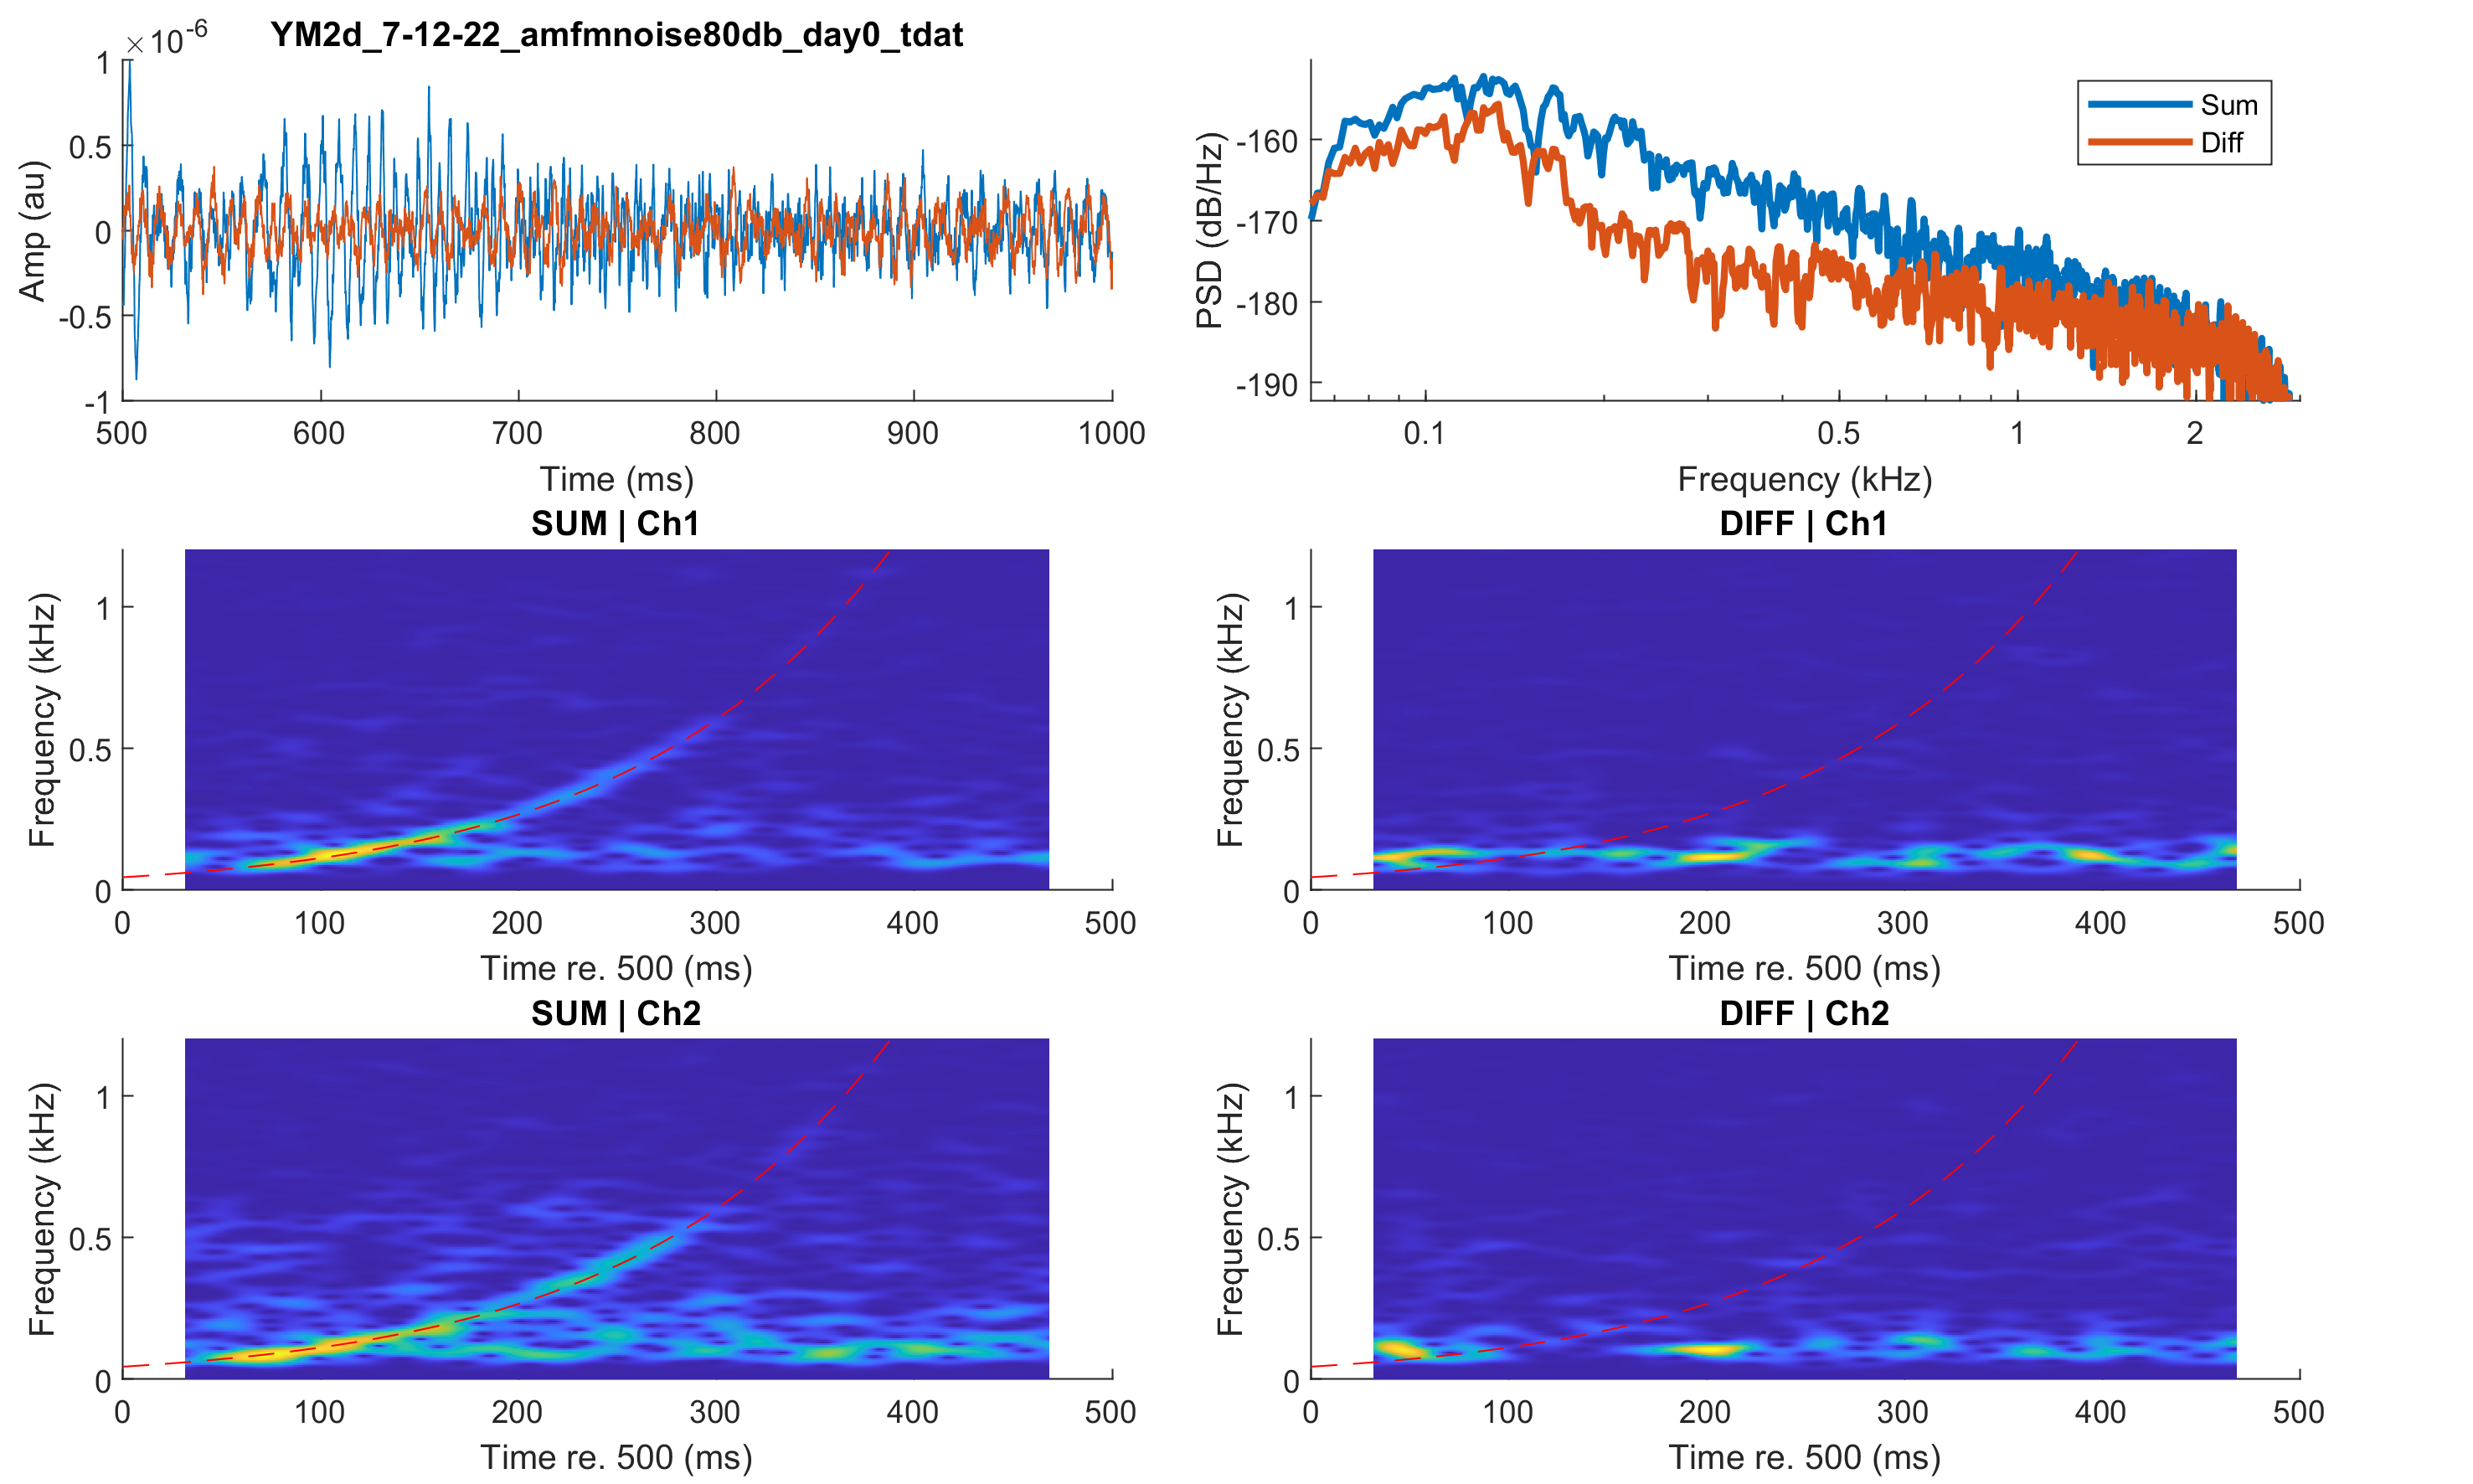 YM2d_7-12-22_amfmnoise80db_day0_tdat
×10-6
1
0.5
0
-0.5
-1
Amp (au)
500 600 700 800 900 1000
Time (ms)
Sum
Diff
-160
-170
-180
-190
PSD (dB/Hz)
0.1 0.5 1 2
Frequency (kHz)
SUM | Ch1
1
0.5
0
Frequency (kHz)
0 100 200 300 400 500
Time re. 500 (ms)
DIFF | Ch1
1
0.5
0
Frequency (kHz)
0 100 200 300 400 500
Time re. 500 (ms)
SUM | Ch2
1
0.5
0
Frequency (kHz)
0 100 200 300 400 500
Time re. 500 (ms)
DIFF | Ch2
1
0.5
0
Frequency (kHz)
0 100 200 300 400 500
Time re. 500 (ms)